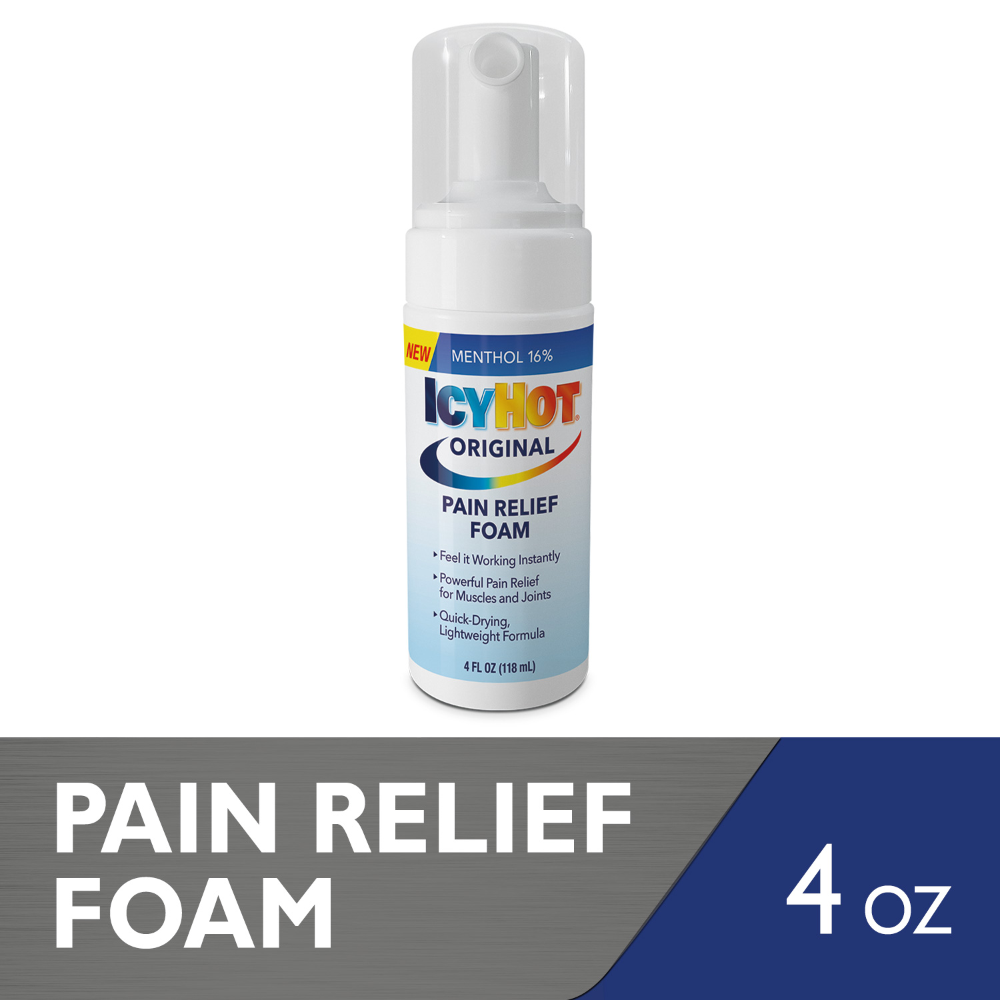 NEW
MENTHOL 16%
ICYHOT®
ORIGINAL
PAIN RELIEF
FOAM
▸ Feel it Working Instantly
▸ Powerful Pain Relief
for Muscles and Joints
▸ Quick-Drying,
Lightweight Formula
4 FL OZ (118 mL)
PAIN RELIEF
FOAM
4 OZ